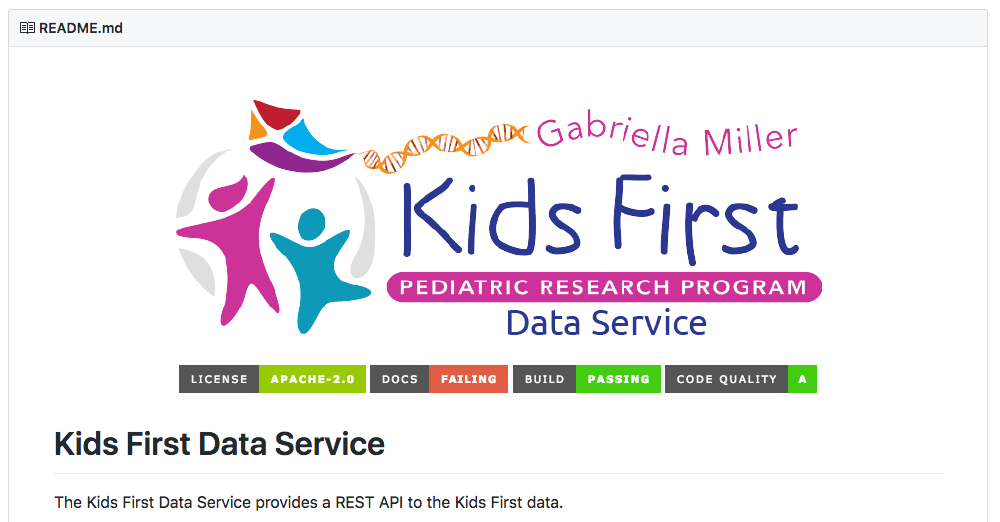 README.md
Gabriella Miller
Kids First
PEDIATRIC RESEARCH PROGRAM
Data Service
LICENSE APACHE-2.0 DOCS FAILING BUILD PASSING CODE QUALITY A
Kids First Data Service
The Kids First Data Service provides a REST API to the Kids First data.